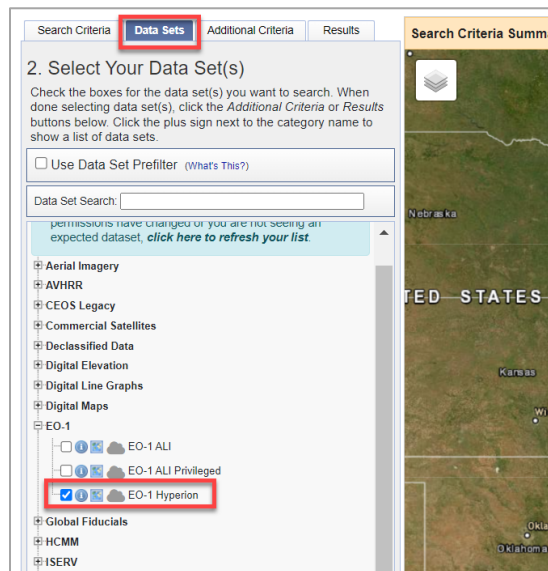 Search Criteria
Data Sets
Additional Criteria
Results
2. Select Your Data Set(s)
Check the boxes for the data set(s) you want to search. When
done selecting data set(s), click the Additional Criteria or Results
buttons below. Click the plus sign next to the category name to
show a list of data sets.
Use Data Set Prefilter (What's This?)
Data Set Search:
permissions have changed or you are not seeing an
expected dataset, click here to refresh your list.
Aerial Imagery
AVHRR
CEOS Legacy
Commercial Satellites
Declassified Data
Digital Elevation
Digital Line Graphs
Digital Maps
EO-1
EO-1 ALI
EO-1 ALI Privileged
EO-1 Hyperion
Global Fiducials
HCMM
ISERV
Search Criteria Summ
Nebraska
TED STATES
Kansas
Wi
Okla
Oklahoma